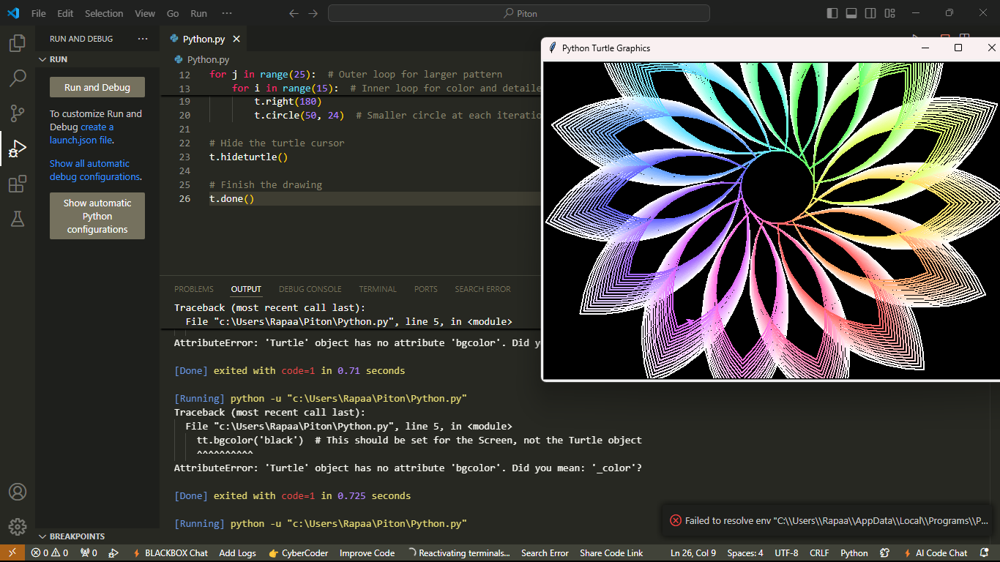 File Edit Selection View Go Run ···
Piton
RUN AND DEBUG ···
RUN
Run and Debug
To customize Run and
Debug create a
launch.json file.
Show all automatic
debug configurations.
Show automatic
Python
configurations
BREAKPOINTS
Python.py
Python.py
12 for j in range(25):  # Outer loop for larger pattern
13 for i in range(15):  # Inner loop for color and detaile
19 t.right(180)
20 t.circle(50, 24)  # Smaller circle at each iteratio
21
22 # Hide the turtle cursor
23 t.hideturtle()
24
25 # Finish the drawing
26 t.done()
Python Turtle Graphics
PROBLEMS OUTPUT DEBUG CONSOLE TERMINAL PORTS SEARCH ERROR
Traceback (most recent call last):
File "c:\Users\Rapaa\Piton\Python.py", line 5, in <module>
AttributeError: 'Turtle' object has no attribute 'bgcolor'. Did y
[Done] exited with code=1 in 0.71 seconds
[Running] python -u "c:\Users\Rapaa\Piton\Python.py"
Traceback (most recent call last):
File "c:\Users\Rapaa\Piton\Python.py", line 5, in <module>
tt.bgcolor('black')  # This should be set for the Screen, not the Turtle object
^^^^^^^^^^
AttributeError: 'Turtle' object has no attribute 'bgcolor'. Did you mean: '_color'?
[Done] exited with code=1 in 0.725 seconds
[Running] python -u "c:\Users\Rapaa\Piton\Python.py"
Failed to resolve env "C:\\Users\\Rapaa\\AppData\\Local\\Programs\\P...
0 0 0 BLACKBOX Chat Add Logs CyberCoder Improve Code Reactivating terminals... Search Error Share Code Link Ln 26, Col 9 Spaces: 4 UTF-8 CRLF Python AI Code Chat